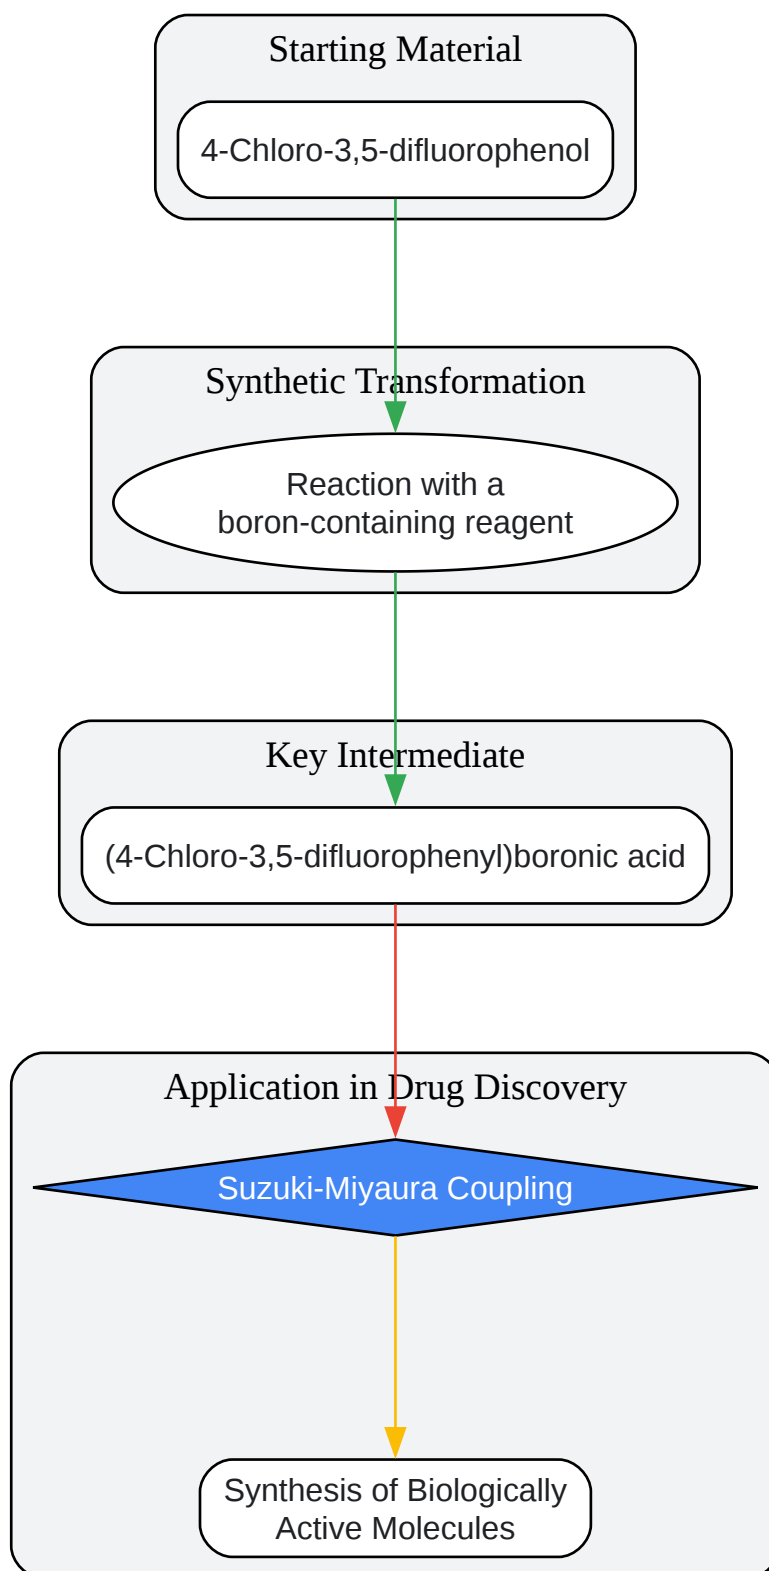 Starting Material
4-Chloro-3,5-difluorophenol
Synthetic Transformation
Reaction with a
boron-containing reagent
Key Intermediate
(4-Chloro-3,5-difluorophenyl)boronic acid
Application in Drug Discovery
Suzuki-Miyaura Coupling
Synthesis of Biologically
Active Molecules